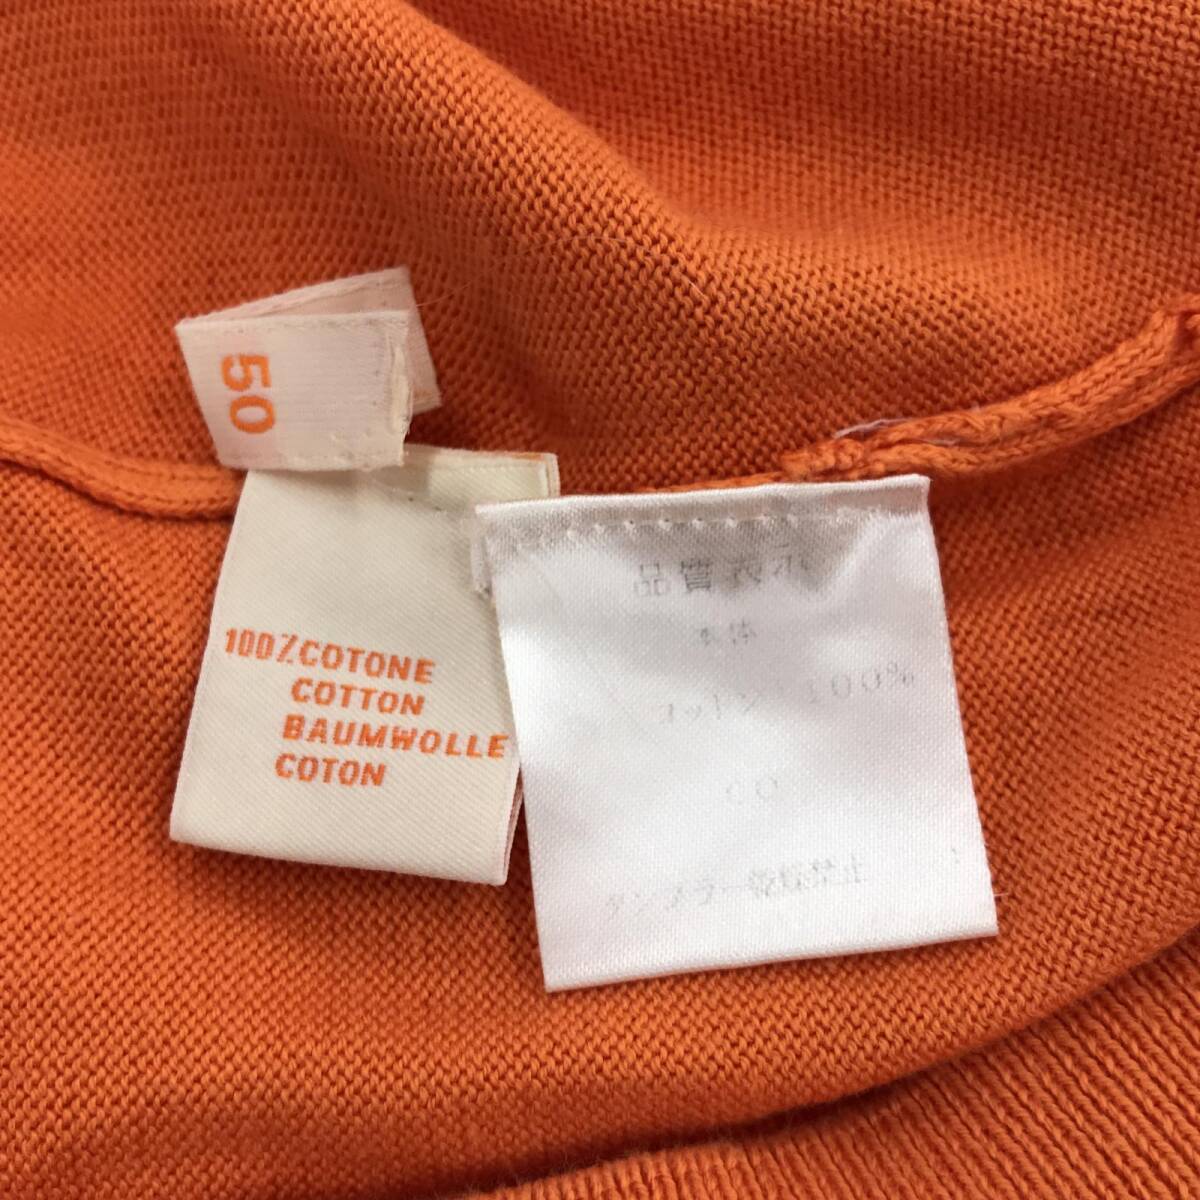 50
100%COTONE
COTTON
BAUMWOLLE
COTON
品質表示
本体
コットン 100%
CO
タンブラー乾燥禁止